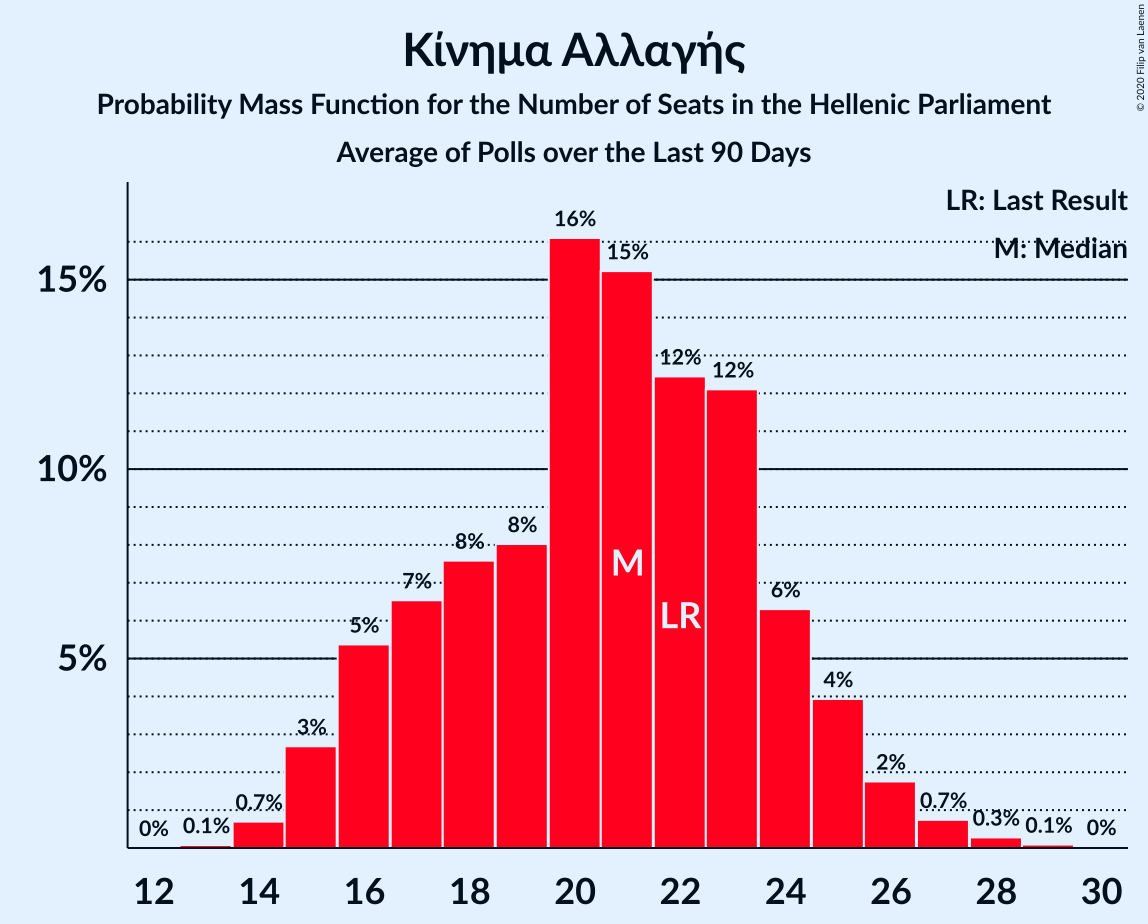 Κίνημα Αλλαγής
Probability Mass Function for the Number of Seats in the Hellenic Parliament
Average of Polls over the Last 90 Days
© 2020 Filip van Laenen
LR: Last Result
M: Median
15%
10%
5%
0%
0.1%
0.7%
3%
5%
7%
8%
8%
16%
15%
12%
12%
6%
4%
2%
0.7%
0.3%
0.1%
0%
M
LR
12 14 16 18 20 22 24 26 28 30